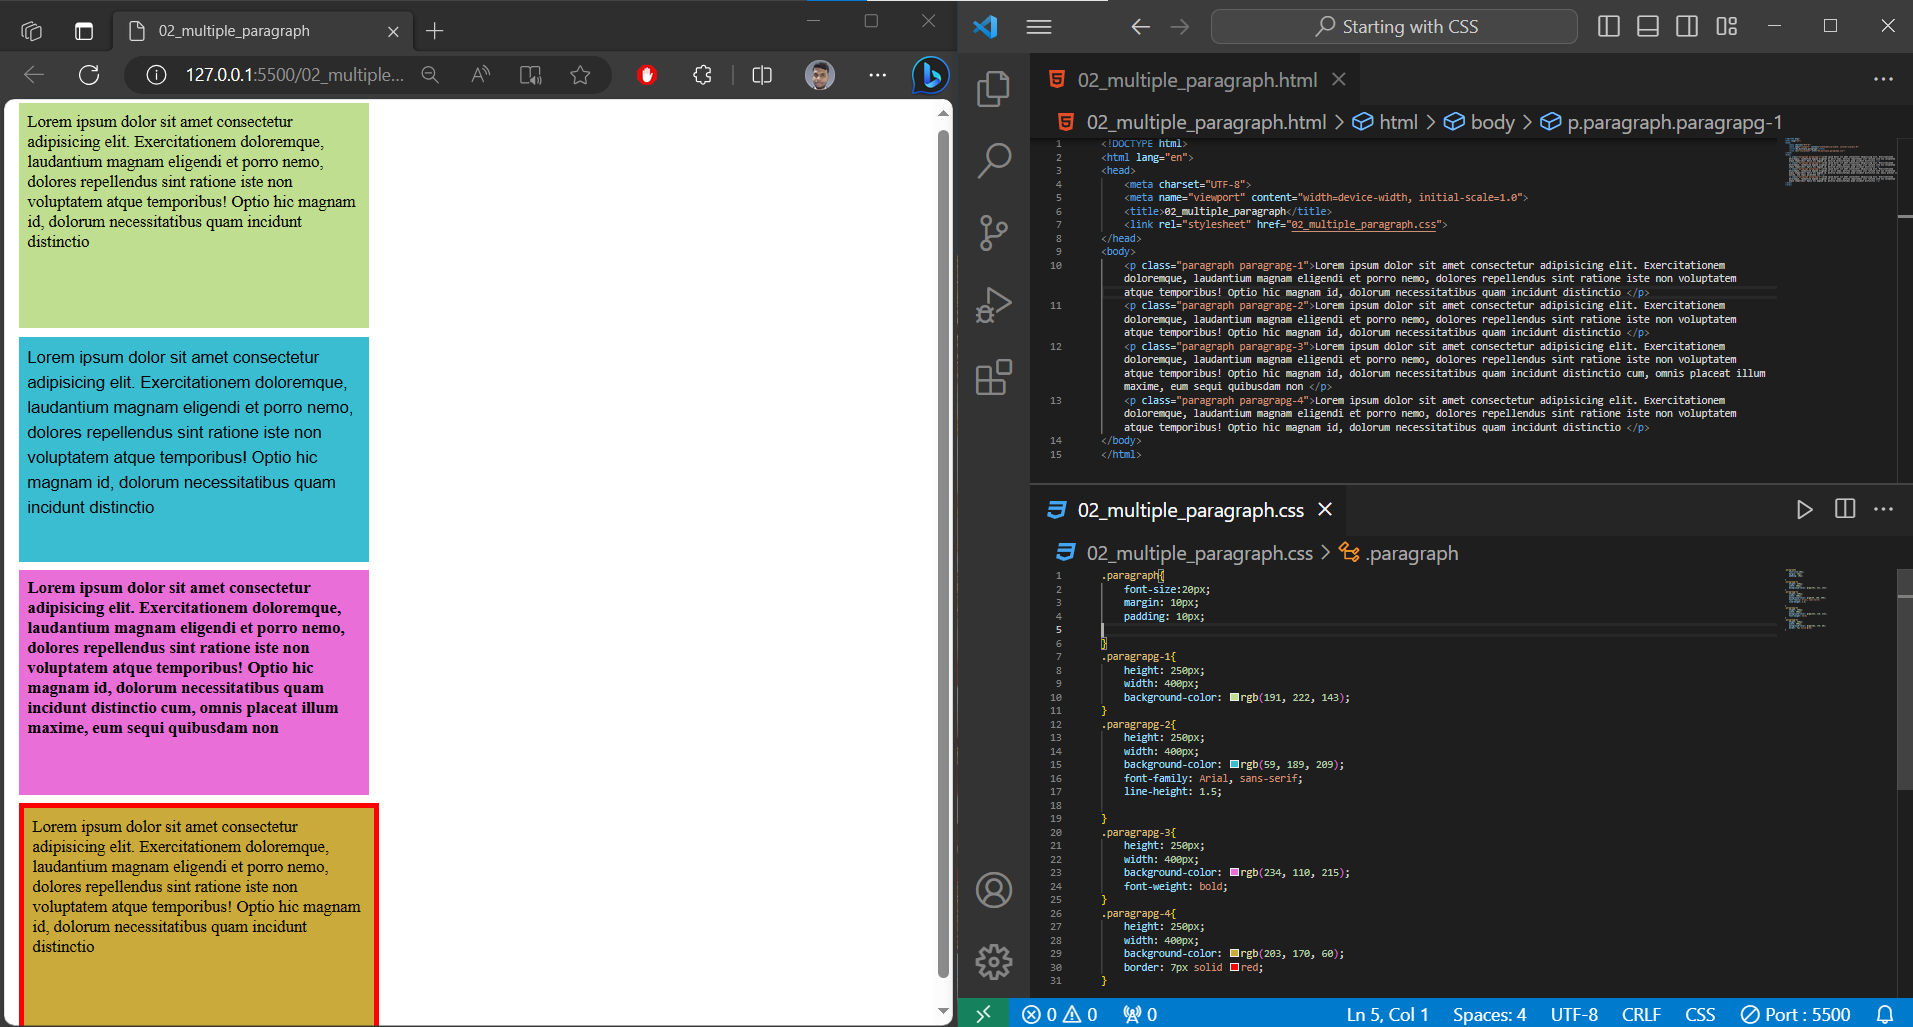 02_multiple_paragraph
127.0.0.1:5500/02_multiple...
Lorem ipsum dolor sit amet consectetur
adipisicing elit. Exercitationem doloremque,
laudantium magnam eligendi et porro nemo,
dolores repellendus sint ratione iste non
voluptatem atque temporibus! Optio hic magnam
id, dolorum necessitatibus quam incidunt
distinctio
Lorem ipsum dolor sit amet consectetur
adipisicing elit. Exercitationem doloremque,
laudantium magnam eligendi et porro nemo,
dolores repellendus sint ratione iste non
voluptatem atque temporibus! Optio hic
magnam id, dolorum necessitatibus quam
incidunt distinctio
Lorem ipsum dolor sit amet consectetur
adipisicing elit. Exercitationem doloremque,
laudantium magnam eligendi et porro nemo,
dolores repellendus sint ratione iste non
voluptatem atque temporibus! Optio hic
magnam id, dolorum necessitatibus quam
incidunt distinctio cum, omnis placeat illum
maxime, eum sequi quibusdam non
Lorem ipsum dolor sit amet consectetur
adipisicing elit. Exercitationem doloremque,
laudantium magnam eligendi et porro nemo,
dolores repellendus sint ratione iste non
voluptatem atque temporibus! Optio hic magnam
id, dolorum necessitatibus quam incidunt
distinctio
Starting with CSS
02_multiple_paragraph.html
02_multiple_paragraph.html > html > body > p.paragraph.paragrapg-1
1 <!DOCTYPE html>
2 <html lang="en">
3 <head>
4 <meta charset="UTF-8">
5 <meta name="viewport" content="width=device-width, initial-scale=1.0">
6 <title>02_multiple_paragraph</title>
7 <link rel="stylesheet" href="02_multiple_paragraph.css">
8 </head>
9 <body>
10 <p class="paragraph paragrapg-1">Lorem ipsum dolor sit amet consectetur adipisicing elit. Exercitationem
doloremque, laudantium magnam eligendi et porro nemo, dolores repellendus sint ratione iste non voluptatem
atque temporibus! Optio hic magnam id, dolorum necessitatibus quam incidunt distinctio </p>
11 <p class="paragraph paragrapg-2">Lorem ipsum dolor sit amet consectetur adipisicing elit. Exercitationem
doloremque, laudantium magnam eligendi et porro nemo, dolores repellendus sint ratione iste non voluptatem
atque temporibus! Optio hic magnam id, dolorum necessitatibus quam incidunt distinctio </p>
12 <p class="paragraph paragrapg-3">Lorem ipsum dolor sit amet consectetur adipisicing elit. Exercitationem
doloremque, laudantium magnam eligendi et porro nemo, dolores repellendus sint ratione iste non voluptatem
atque temporibus! Optio hic magnam id, dolorum necessitatibus quam incidunt distinctio cum, omnis placeat illum
maxime, eum sequi quibusdam non </p>
13 <p class="paragraph paragrapg-4">Lorem ipsum dolor sit amet consectetur adipisicing elit. Exercitationem
doloremque, laudantium magnam eligendi et porro nemo, dolores repellendus sint ratione iste non voluptatem
atque temporibus! Optio hic magnam id, dolorum necessitatibus quam incidunt distinctio </p>
14 </body>
15 </html>
02_multiple_paragraph.css
02_multiple_paragraph.css > .paragraph
1 .paragraph{
2 font-size:20px;
3 margin: 10px;
4 padding: 10px;
5
6 }
7 .paragrapg-1{
8 height: 250px;
9 width: 400px;
10 background-color: rgb(191, 222, 143);
11 }
12 .paragrapg-2{
13 height: 250px;
14 width: 400px;
15 background-color: rgb(59, 189, 209);
16 font-family: Arial, sans-serif;
17 line-height: 1.5;
18
19 }
20 .paragrapg-3{
21 height: 250px;
22 width: 400px;
23 background-color: rgb(234, 110, 215);
24 font-weight: bold;
25 }
26 .paragrapg-4{
27 height: 250px;
28 width: 400px;
29 background-color: rgb(203, 170, 60);
30 border: 7px solid red;
31 }
0 0 0 Ln 5, Col 1 Spaces: 4 UTF-8 CRLF CSS Port : 5500